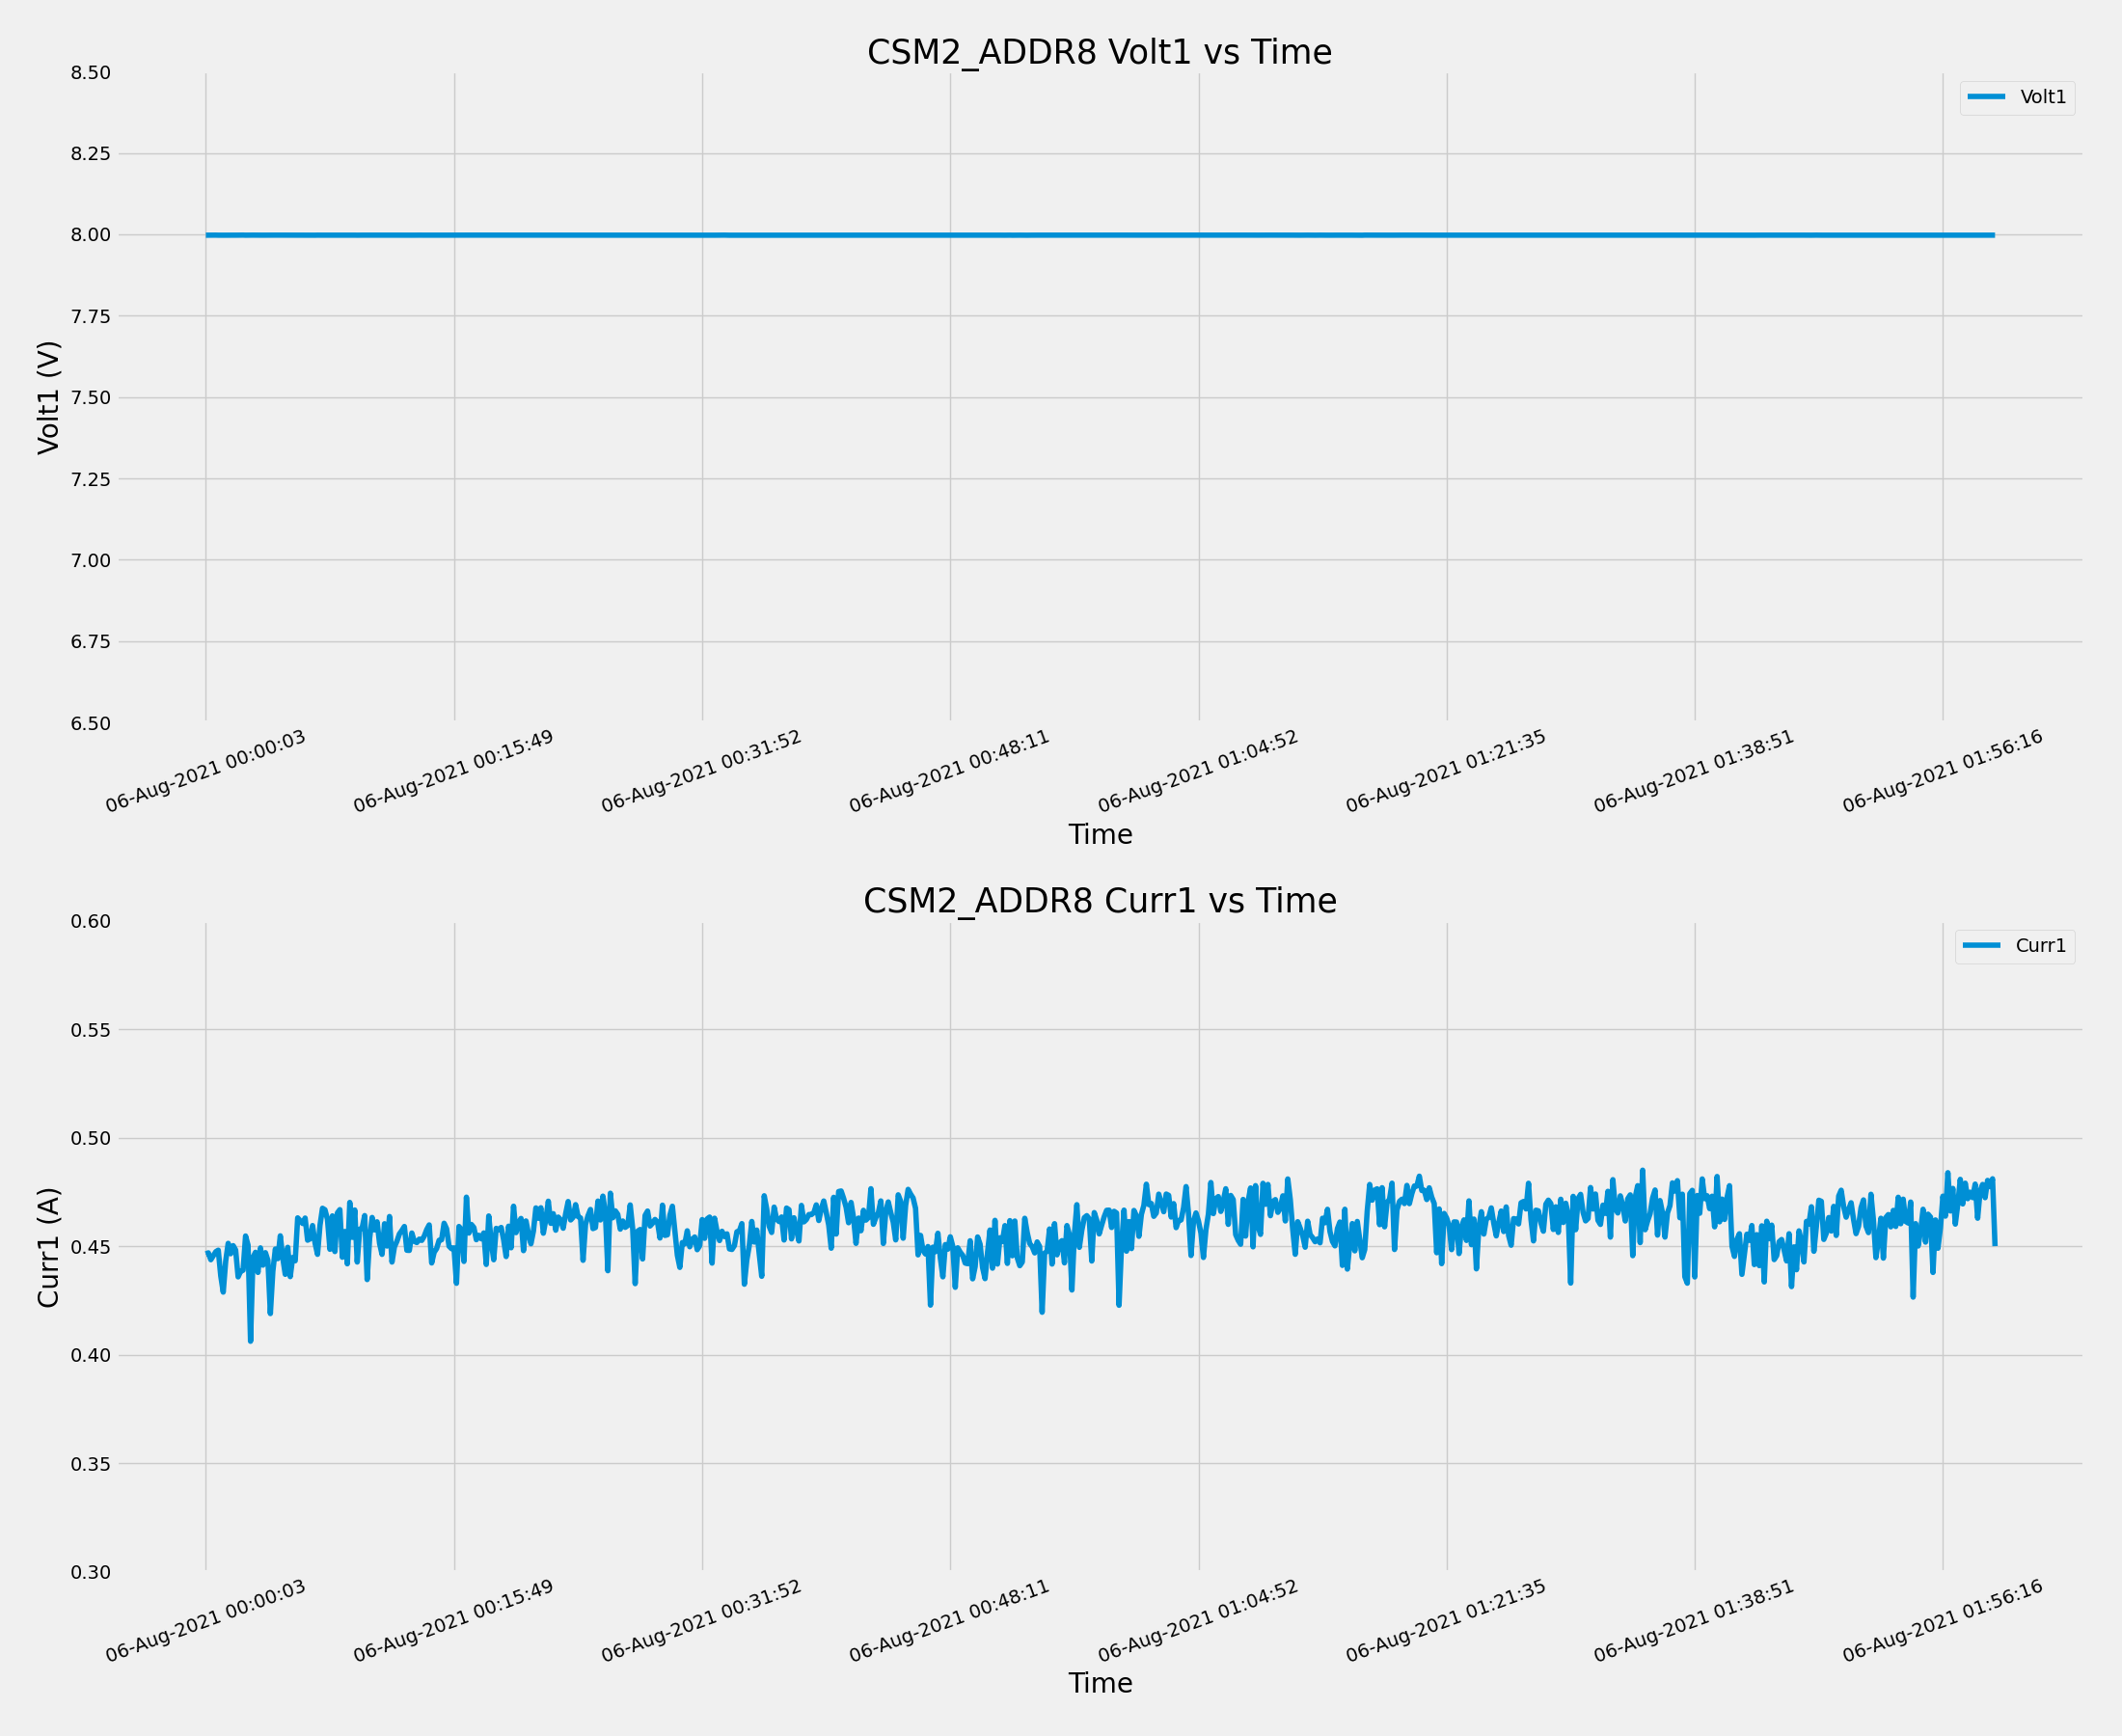 CSM2_ADDR8 Volt1 vs Time
Volt1
8.50
8.25
8.00
7.75
7.50
7.25
7.00
6.75
6.50
Volt1 (V)
06-Aug-2021 00:00:03
06-Aug-2021 00:15:49
06-Aug-2021 00:31:52
06-Aug-2021 00:48:11
06-Aug-2021 01:04:52
06-Aug-2021 01:21:35
06-Aug-2021 01:38:51
06-Aug-2021 01:56:16
Time
CSM2_ADDR8 Curr1 vs Time
Curr1
0.60
0.55
0.50
0.45
0.40
0.35
0.30
Curr1 (A)
06-Aug-2021 00:00:03
06-Aug-2021 00:15:49
06-Aug-2021 00:31:52
06-Aug-2021 00:48:11
06-Aug-2021 01:04:52
06-Aug-2021 01:21:35
06-Aug-2021 01:38:51
06-Aug-2021 01:56:16
Time